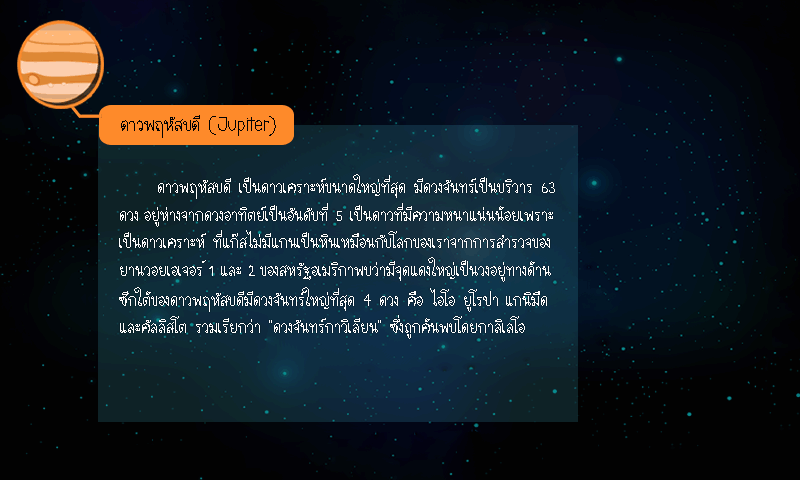 ดาวพฤหัสบดี (Jupiter)
ดาวพฤหัสบดี เป็นดาวเคราะห์ขนาดใหญ่ที่สุด มีดวงจันทร์เป็นบริวาร 63
ดวง อยู่ห่างจากดวงอาทิตย์เป็นอันดับที่ 5 เป็นดาวที่มีความหนาแน่นน้อยเพราะ
เป็นดาวเคราะห์ ที่แก๊สไม่มีแกนเป็นหินเหมือนกับโลกของเราจากการสำรวจของ
ยานวอยเอเจอร์ 1 และ 2 ของสหรัฐอเมริกาพบว่ามีจุดแดงใหญ่เป็นวงอยู่ทางด้าน
ซีกใต้ของดาวพฤหัสบดีมีดวงจันทร์ใหญ่ที่สุด 4 ดวง คือ ไอโอ ยูโรปา แกนิมีด
และคัลลิสโต รวมเรียกว่า "ดวงจันทร์กาวิเลียน" ซึ่งถูกค้นพบโดยกาลิเลโอ